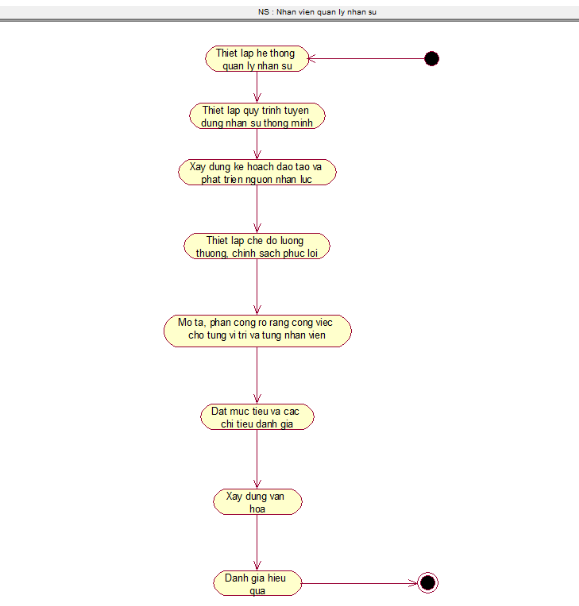 NS : Nhan vien quan ly nhan su
Thiet lap he thong
quan ly nhan su
Thiet lap quy trinh tuyen
dung nhan su thong minh
Xay dung ke hoach dao tao va
phat trien nguon nhan luc
Thiet lap che do luong
thuong, chinh sach phuc loi
Mo ta, phan cong ro rang cong viec
cho tung vi tri va tung nhan vien
Dat muc tieu va cac
chi tieu danh gia
Xay dung van
hoa
Danh gia hieu
qua